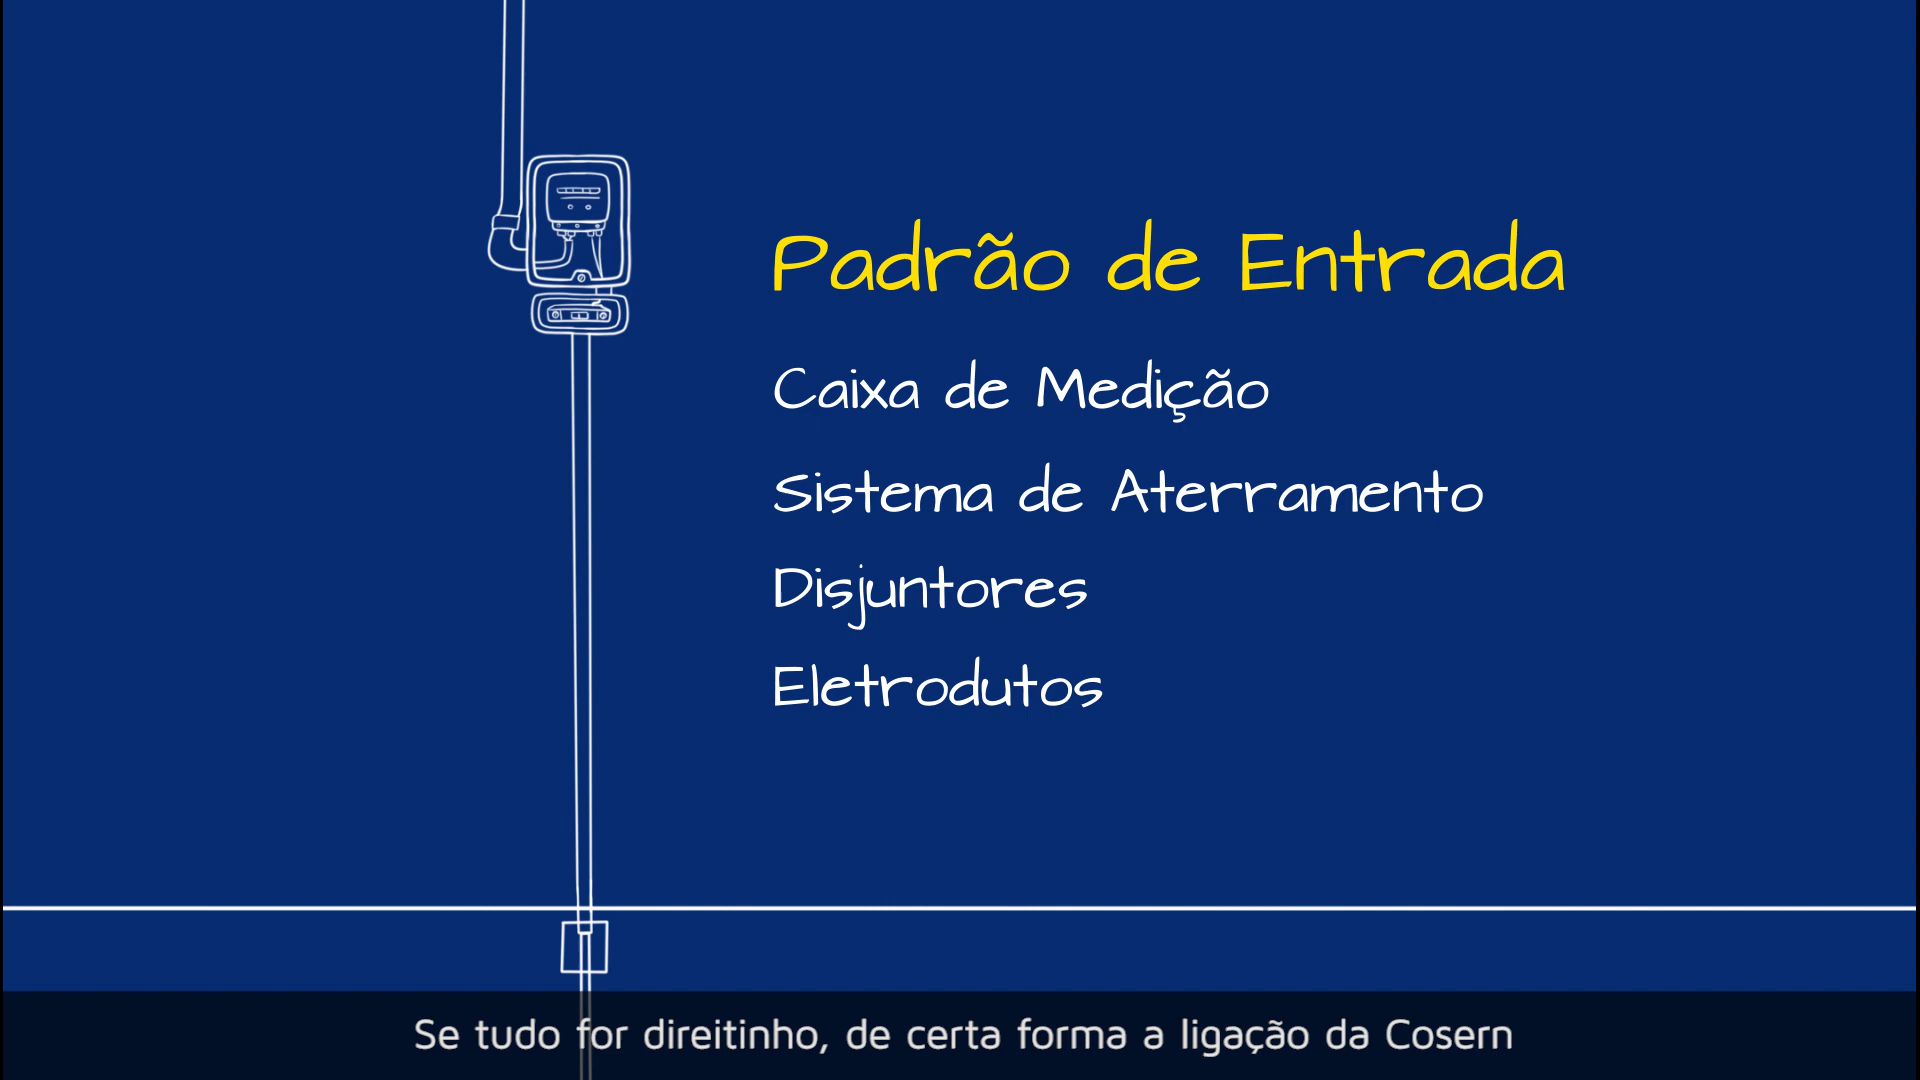 Padrão de Entrada
Caixa de Medição
Sistema de Aterramento
Disjuntores
Eletrodutos
Se tudo for direitinho, de certa forma a ligação da Cosern